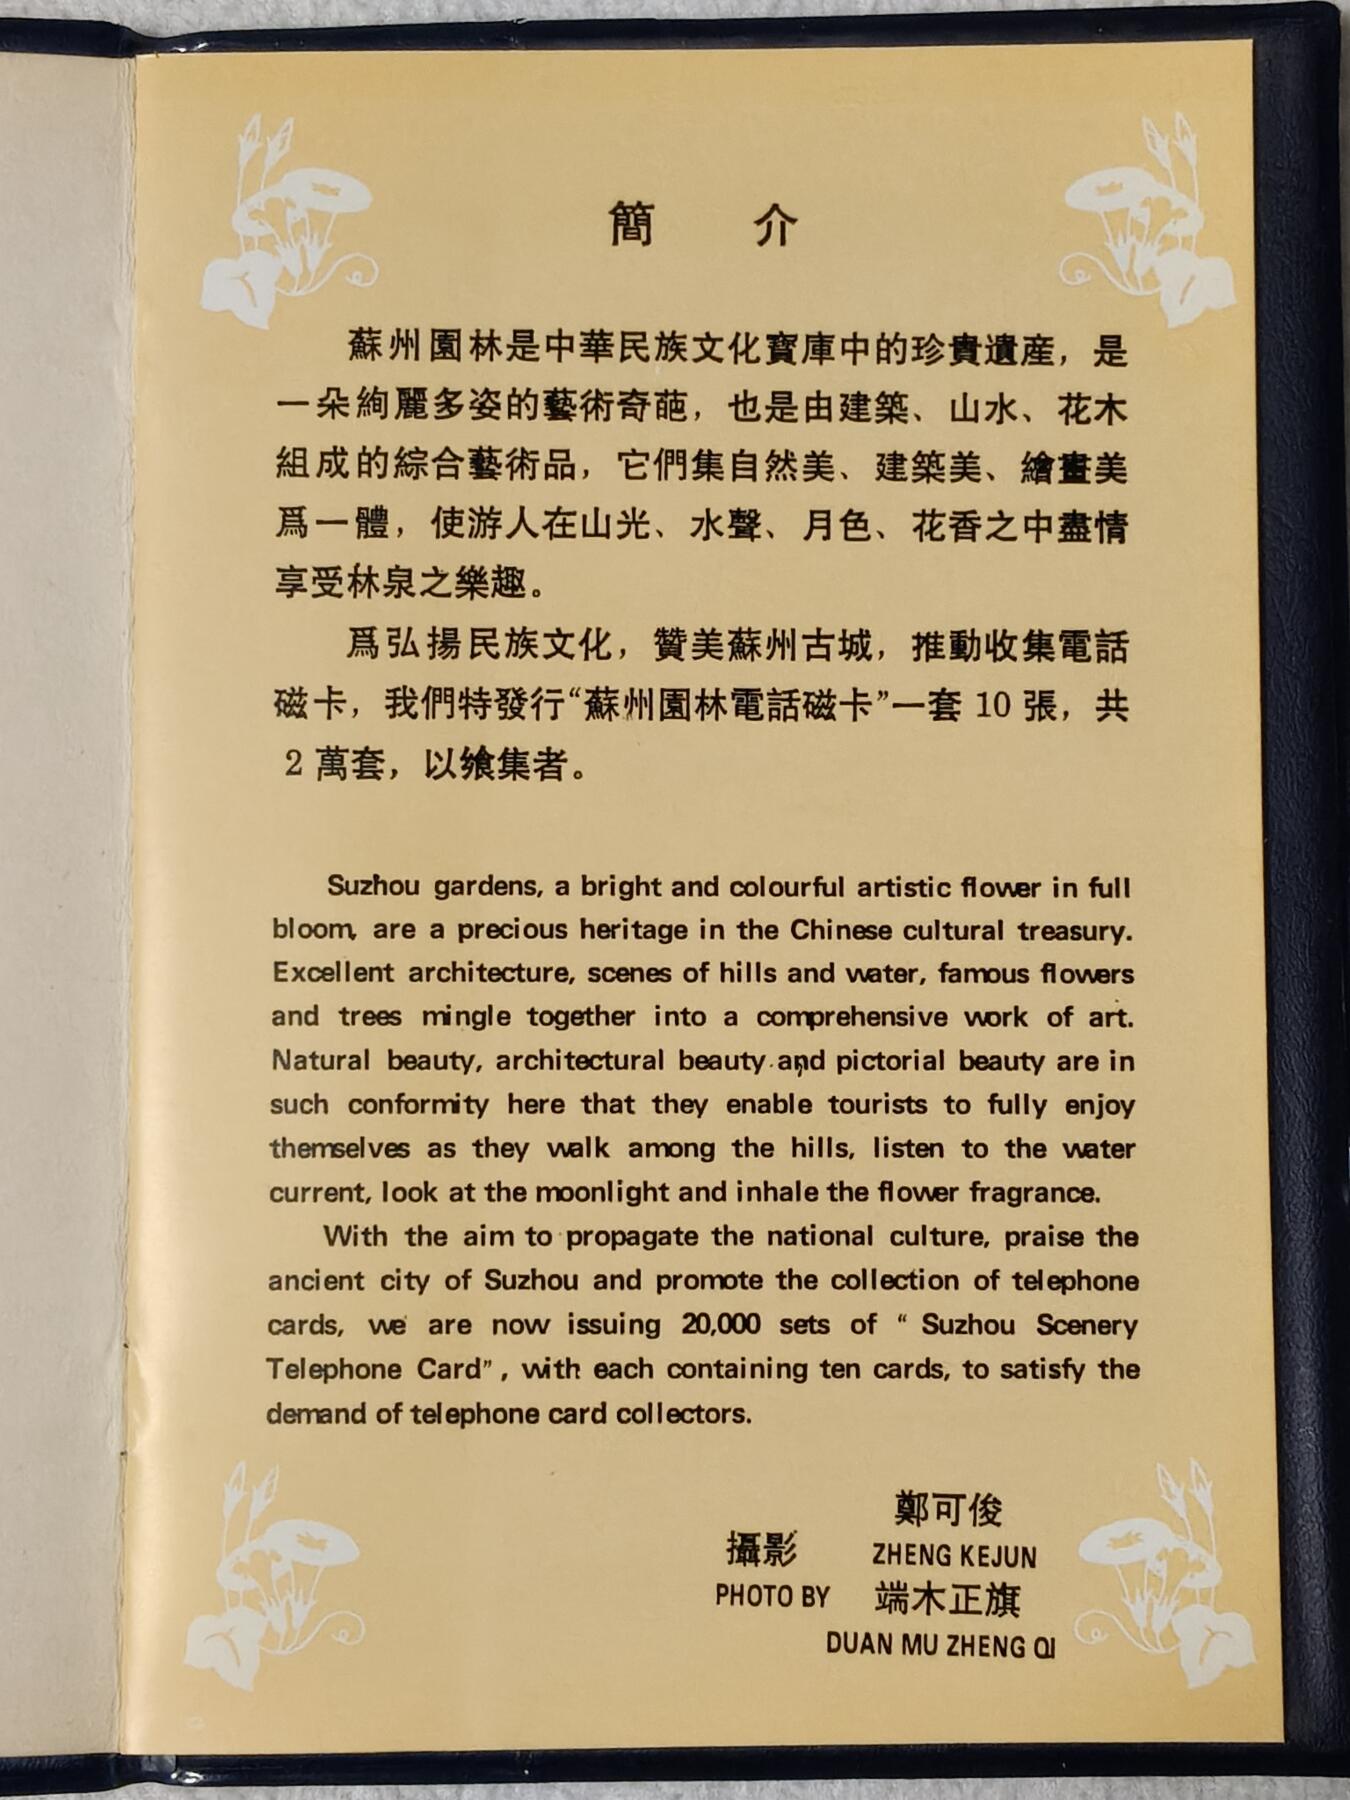 簡 介
蘇州園林是中華民族文化寶庫中的珍貴遺産，是
一朵絢麗多姿的藝術奇葩，也是由建築、山水、花木
組成的綜合藝術品，它們集自然美、建築美、繪畫美
爲一體，使游人在山光、水聲、月色、花香之中盡情
享受林泉之樂趣。
爲弘揚民族文化，贊美蘇州古城，推動收集電話
磁卡，我們特發行“蘇州園林電話磁卡”一套 10 張，共
2 萬套，以飨集者。
Suzhou gardens, a bright and colourful artistic flower in full
bloom, are a precious heritage in the Chinese cultural treasury.
Excellent architecture, scenes of hills and water, famous flowers
and trees mingle together into a comprehensive work of art.
Natural beauty, architectural beauty and pictorial beauty are in
such conformity here that they enable tourists to fully enjoy
themselves as they walk among the hills, listen to the water
current, look at the moonlight and inhale the flower fragrance.
With the aim to propagate the national culture, praise the
ancient city of Suzhou and promote the collection of telephone
cards, we are now issuing 20,000 sets of “ Suzhou Scenery
Telephone Card” , with each containing ten cards, to satisfy the
demand of telephone card collectors.
鄭可俊
攝影 ZHENG KEJUN
PHOTO BY 端木正旗
DUAN MU ZHENG QI